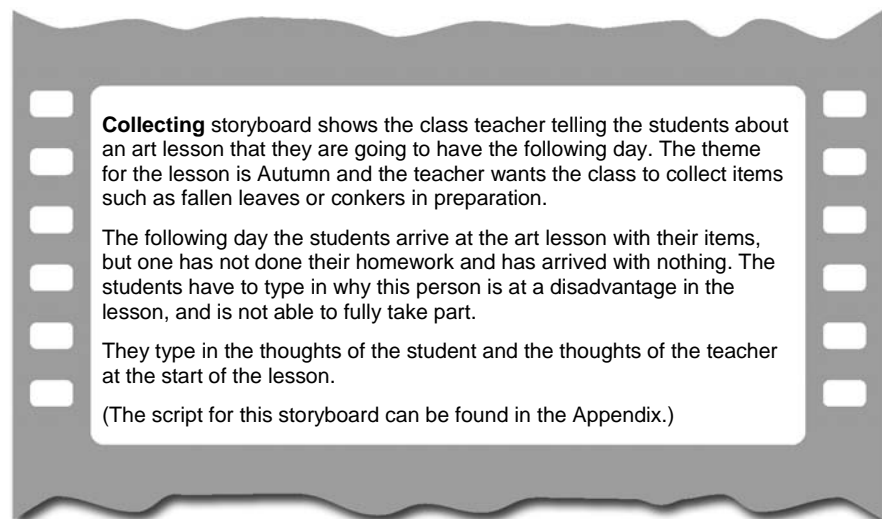 Collecting storyboard shows the class teacher telling the students about
an art lesson that they are going to have the following day. The theme
for the lesson is Autumn and the teacher wants the class to collect items
such as fallen leaves or conkers in preparation.
The following day the students arrive at the art lesson with their items,
but one has not done their homework and has arrived with nothing. The
students have to type in why this person is at a disadvantage in the
lesson, and is not able to fully take part.
They type in the thoughts of the student and the thoughts of the teacher
at the start of the lesson.
(The script for this storyboard can be found in the Appendix.)